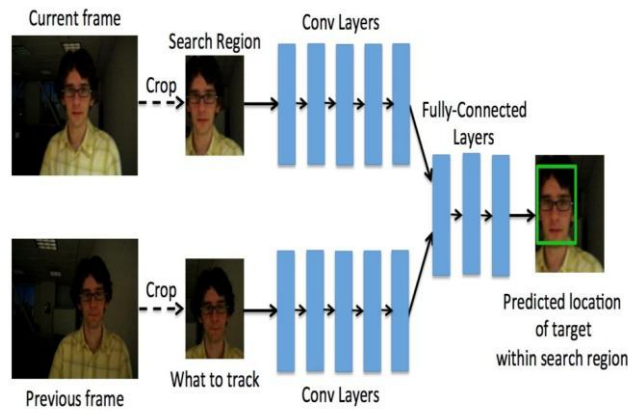 Current frame
Search Region
Conv Layers
Crop
Fully-Connected
Layers
Crop
Predicted location
of target
within search region
What to track
Previous frame
Conv Layers